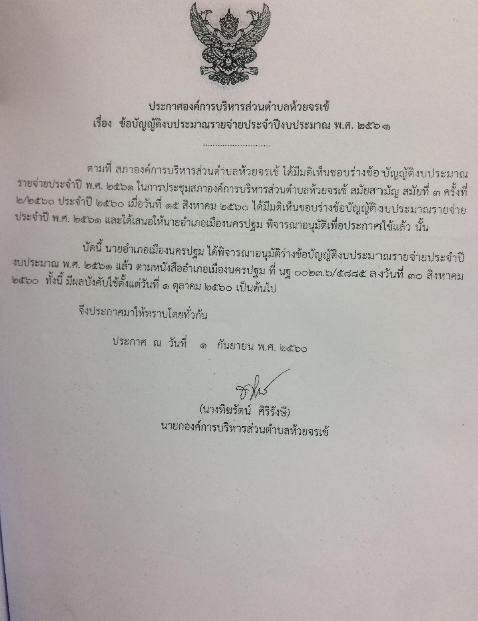 ประกาศองค์การบริหารส่วนตำบลห้วยจรเข้
เรื่อง ข้อบัญญัติงบประมาณรายจ่ายประจำปีงบประมาณ พ.ศ. ๒๕๖๑
ตามที่ สภาองค์การบริหารส่วนตำบลห้วยจรเข้ ได้มีมติเห็นชอบร่างข้อบัญญัติงบประมาณ
รายจ่ายประจำปี พ.ศ. ๒๕๖๑ ในการประชุมสภาองค์การบริหารส่วนตำบลห้วยจรเข้ สมัยสามัญ สมัยที่ ๓ ครั้งที่
๒/๒๕๖๐ ประจำปี ๒๕๖๐ เมื่อวันที่ ๑๕ สิงหาคม ๒๕๖๐ ได้มีมติเห็นชอบร่างข้อบัญญัติงบประมาณรายจ่าย
ประจำปี พ.ศ. ๒๕๖๑ และได้เสนอให้นายอำเภอเมืองนครปฐม พิจารณาอนุมัติเพื่อประกาศใช้แล้ว นั้น
บัดนี้ นายอำเภอเมืองนครปฐม ได้พิจารณาอนุมัติร่างข้อบัญญัติงบประมาณรายจ่ายประจำปี
งบประมาณ พ.ศ. ๒๕๖๑ แล้ว ตามหนังสืออำเภอเมืองนครปฐม ที่ นฐ ๐๐๒๓.๖/๕๘๘๕ ลงวันที่ ๓๐ สิงหาคม
๒๕๖๐ ทั้งนี้ มีผลบังคับใช้ตั้งแต่วันที่ ๑ ตุลาคม ๒๕๖๐ เป็นต้นไป
จึงประกาศมาให้ทราบโดยทั่วกัน
ประกาศ ณ วันที่ ๑ กันยายน พ.ศ. ๒๕๖๐
(นางทิฆรัตน์ ศิริรังษี)
นายกองค์การบริหารส่วนตำบลห้วยจรเข้